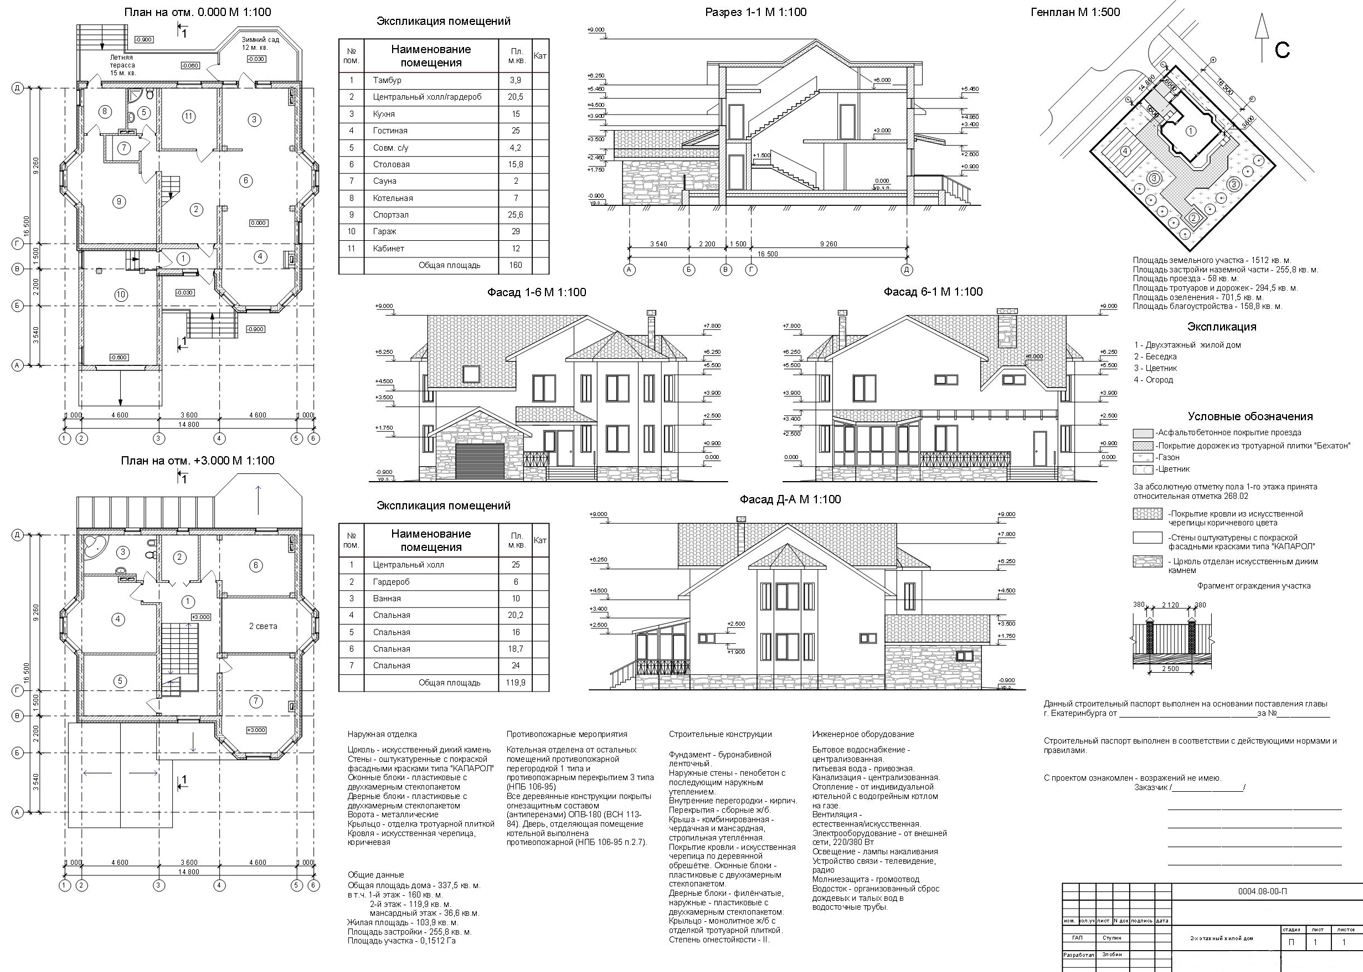 План на отм. 0.000 М 1:100
-0.900
1
Зимний сад
12 м. кв.
Летняя
терасса
15 м. кв.
-0.060
-0.030
8
5
11
3
7
6
9
2
0.000
1
4
10
-0.030
-0.900
-0.600
1
Д
Г
В
Б
А
9 260
16 500
1 500
2 200
3 540
1 000
4 600
3 600
4 600
1 000
14 800
1
2
3
4
5
6
План на отм. +3.000 М 1:100
1
3
2
6
1
+3.000
4
2 света
5
7
+3.000
1
Д
Г
В
Б
А
9 260
16 500
1 500
2 200
3 540
1 000
4 600
3 600
4 600
1 000
14 800
1
2
3
4
5
6
Экспликация помещений
№ пом. Наименование помещения Пл. м.кв. Кат
1 Тамбур 3,9
2 Центральный холл/гардероб 20,5
3 Кухня 15
4 Гостиная 25
5 Совм. с/у 4,2
6 Столовая 15,8
7 Сауна 2
8 Котельная 7
9 Спортзал 25,6
10 Гараж 29
11 Кабинет 12
Общая площадь 160
Разрез 1-1 М 1:100
+9.000
+6.250
+5.460
+4.500
+3.900
+3.500
+2.460
+1.750
-0.900
+6.000
+3.000
+1.500
0.000
+5.460
+4.860
+3.400
+2.600
+0.900
3 540
2 200
1 500
9 260
16 500
А
Б
В
Г
Д
Фасад 1-6 М 1:100
+9.000
+6.250
+4.500
+3.500
+1.750
-0.900
+7.800
+6.250
+5.500
+3.900
+2.500
+0.900
0.000
Фасад 6-1 М 1:100
+9.000
+7.800
+6.250
+5.500
+3.900
+3.400
+2.500
0.000
+6.000
+6.250
+5.500
+3.900
+2.500
+0.900
0.000
Экспликация помещений
№ пом. Наименование помещения Пл. м.кв. Кат
1 Центральный холл 25
2 Гардероб 6
3 Ванная 10
4 Спальная 20,2
5 Спальная 16
6 Спальная 18,7
7 Спальная 24
Общая площадь 119,9
Фасад Д-А М 1:100
+9.000
+6.250
+4.500
+3.400
+2.500
+2.500
+1.900
+9.000
+7.800
+6.250
+4.500
+3.500
+1.750
-0.900
Генплан М 1:500
С
14 600
16 500
3600
1
2
3
3
4
Площадь земельного участка - 1512 кв. м.
Площадь застройки наземной части - 255,8 кв. м.
Площадь проезда - 58 кв. м.
Площадь тротуаров и дорожек - 294,5 кв. м.
Площадь озеленения - 701,5 кв. м.
Площадь благоустройства - 158,8 кв. м.
Экспликация
1 - Двухэтажный жилой дом
2 - Беседка
3 - Цветник
4 - Огород
Условные обозначения
-Асфальтобетонное покрытие проезда
-Покрытие дорожек из тротуарной плитки "Бехатон"
-Газон
-Цветник
За абсолютную отметку пола 1-го этажа принята
относительная отметка 268.02
-Покрытие кровли из искусственной
черепицы коричневого цвета
-Стены оштукатурены с покраской
фасадными красками типа "КАПАРОЛ"
- Цоколь отделан искусственным диким
камнем
Фрагмент ограждения участка
380
2 120
380
2 500
Данный строительный паспорт выполнен на основании поставления главы
г. Екатеринбурга от за №
Строительный паспорт выполнен в соответствии с действующими нормами и
правилами.
С проектом ознакомлен - возражений не имею.
Заказчик / /
Наружная отделка
Цоколь - искусственный дикий камень
Стены - оштукатуренные с покраской
фасадными красками типа "КАПАРОЛ"
Оконные блоки - пластиковые с
двухкамерным стеклопакетом
Дверные блоки - пластиковые с
двухкамерным стеклопакетом
Ворота - металлические
Крыльцо - отделка тротуарной плиткой
Кровля - искусственная черепица,
коричневая
Общие данные
Общая площадь дома - 337,5 кв. м.
в т.ч. 1-й этаж - 160 кв. м.
2-й этаж - 119,9 кв. м.
мансардный этаж - 36,6 кв.м.
Жилая площадь - 103,9 кв. м.
Площадь застройки - 255,8 кв. м.
Площадь участка - 0,1512 Га
Противопожарные мероприятия
Котельная отделена от остальных
помещений противопожарной
перегородкой 1 типа и
противопожарным перекрытием 3 типа
(НПБ 106-95)
Все деревянные конструкции покрыты
огнезащитным составом
(антипренами) ОПВ-180 (ВСН 113-
84). Дверь, отделяющая помещение
котельной выполнена
противопожарной (НПБ 106-95 п.2.7).
Строительные конструкции
Фундамент - буронабивной
ленточный.
Наружные стены - пенобетон с
последующим наружным
утеплением.
Внутренние перегородки - кирпич.
Перекрытия - сборные ж/б.
Крыша - комбинированная -
чердачная и мансардная,
стропильная утеплённая.
Покрытие кровли - искусственная
черепица по деревянной
обрешётке. Оконные блоки -
пластиковые с двухкамерным
стеклопакетом.
Дверные блоки - филёнчатые,
наружные - пластиковые с
двухкамерным стеклопакетом.
Крыльцо - монолитное ж/б с
отделкой тротуарной плиткой.
Степень огнестойкости - II.
Инженерное оборудование
Бытовое водоснабжение -
централизованная.
питьевая вода - привозная.
Канализация - централизованная.
Отопление - от индивидуальной
котельной с водогрейным котлом
на газе.
Вентиляция -
естественная/искусственная.
Электрооборудование - от внешней
сети, 220/380 Вт
Освещение - лампы накаливания
Устройство связи - телевидение,
радио
Молниезащита - громоотвод
Водосток - организованный сброс
дождевых и талых вод в
водосточные трубы.
0004.08-00-П
изм. кол.уч лист N док подпись дата
ГАП Ступин
Разработал Злобин
2-х этажный жилой дом
стадия лист листов
П 1 1